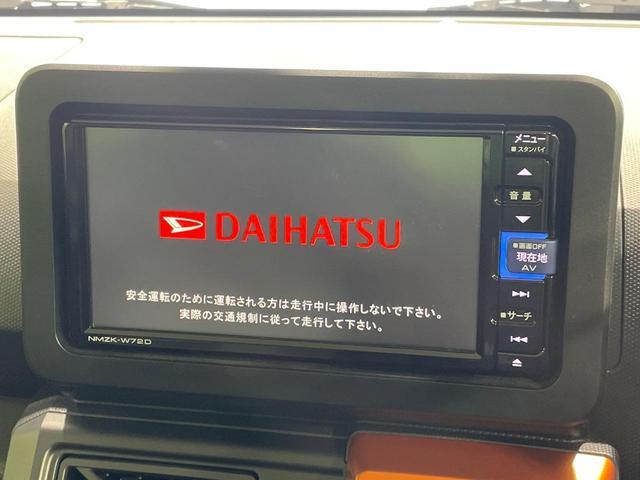 DAIHATSU
安全運転のために運転される方は走行中に操作しないで下さい。
実際の交通規制に従って走行して下さい。
NMZK-W72D
メニュー
スタンバイ
音量
画面OFF
現在地
AV
サーチ